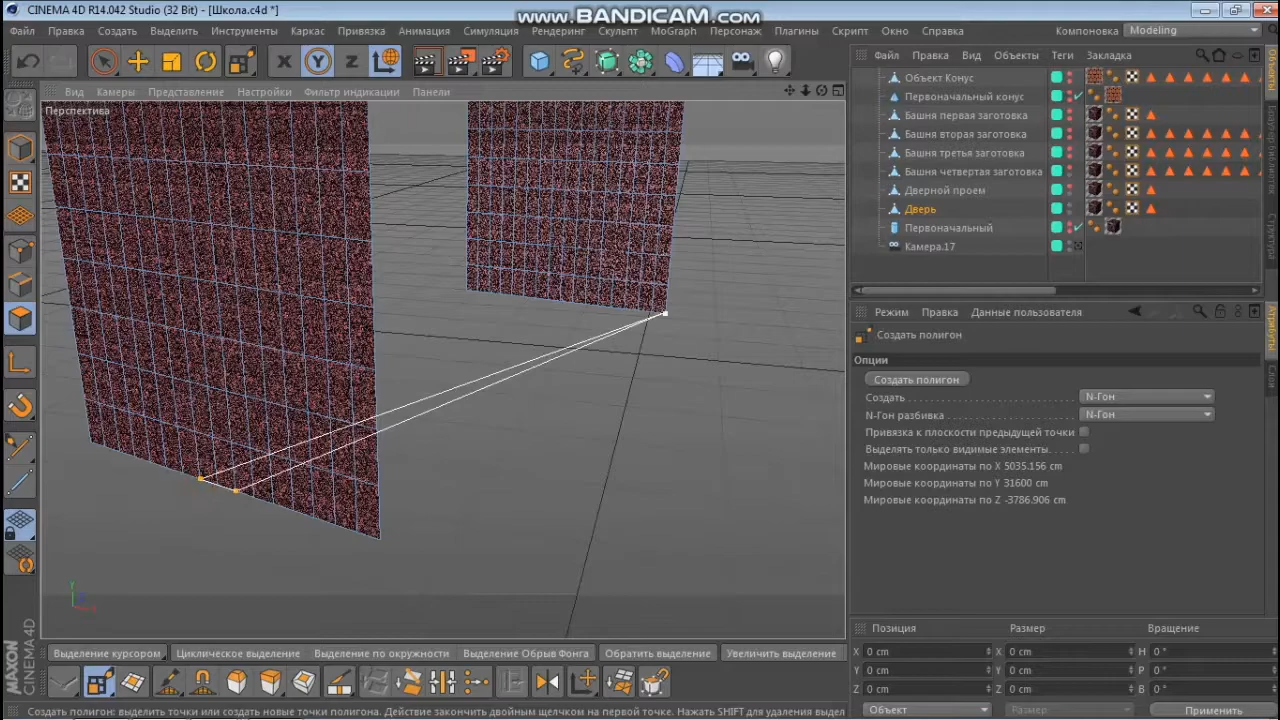 CINEMA 4D R14.042 Studio (32 Bit) - [Школа.c4d *]
www.BANDICAM.com
Файл Правка Создать Выделить Инструменты Каркас Привязка Анимация Симуляция Рендеринг Скульпт MoGraph Персонаж Плагины Скрипт Окно Справка
Компоновка Modeling
X Y Z
Файл Правка Вид Объекты Теги Закладка
Вид Камеры Представление Настройки Фильтр индикации Панели
Перспектива
Объект Конус
Первоначальный конус
Башня первая заготовка
Башня вторая заготовка
Башня третья заготовка
Башня четвертая заготовка
Дверной проем
Дверь
Первоначальный
Камера.17
Объекты
Структура
Режим Правка Данные пользователя
Атрибуты
Слои
Создать полигон
Опции
Создать полигон
Создать N-Гон
N-Гон разбивка N-Гон
Привязка к плоскости предыдущей точки
Выделять только видимые элементы
Мировые координаты по X 5035.156 cm
Мировые координаты по Y 31600 cm
Мировые координаты по Z -3786.906 cm
Позиция Размер Вращение
X 0 cm X 0 cm H 0 °
Y 0 cm Y 0 cm P 0 °
Z 0 cm Z 0 cm B 0 °
Объект Размер Применить
Выделение курсором Циклическое выделение Выделение по окружности Выделение Обрыв Фонга Обратить выделение Увеличить выделение
MAXON
CINEMA 4D
Создать полигон: выделить точки или создать новые точки полигона. Действие закончить двойным щелчком на первой точке. Нажать SHIFT для удаления выдел